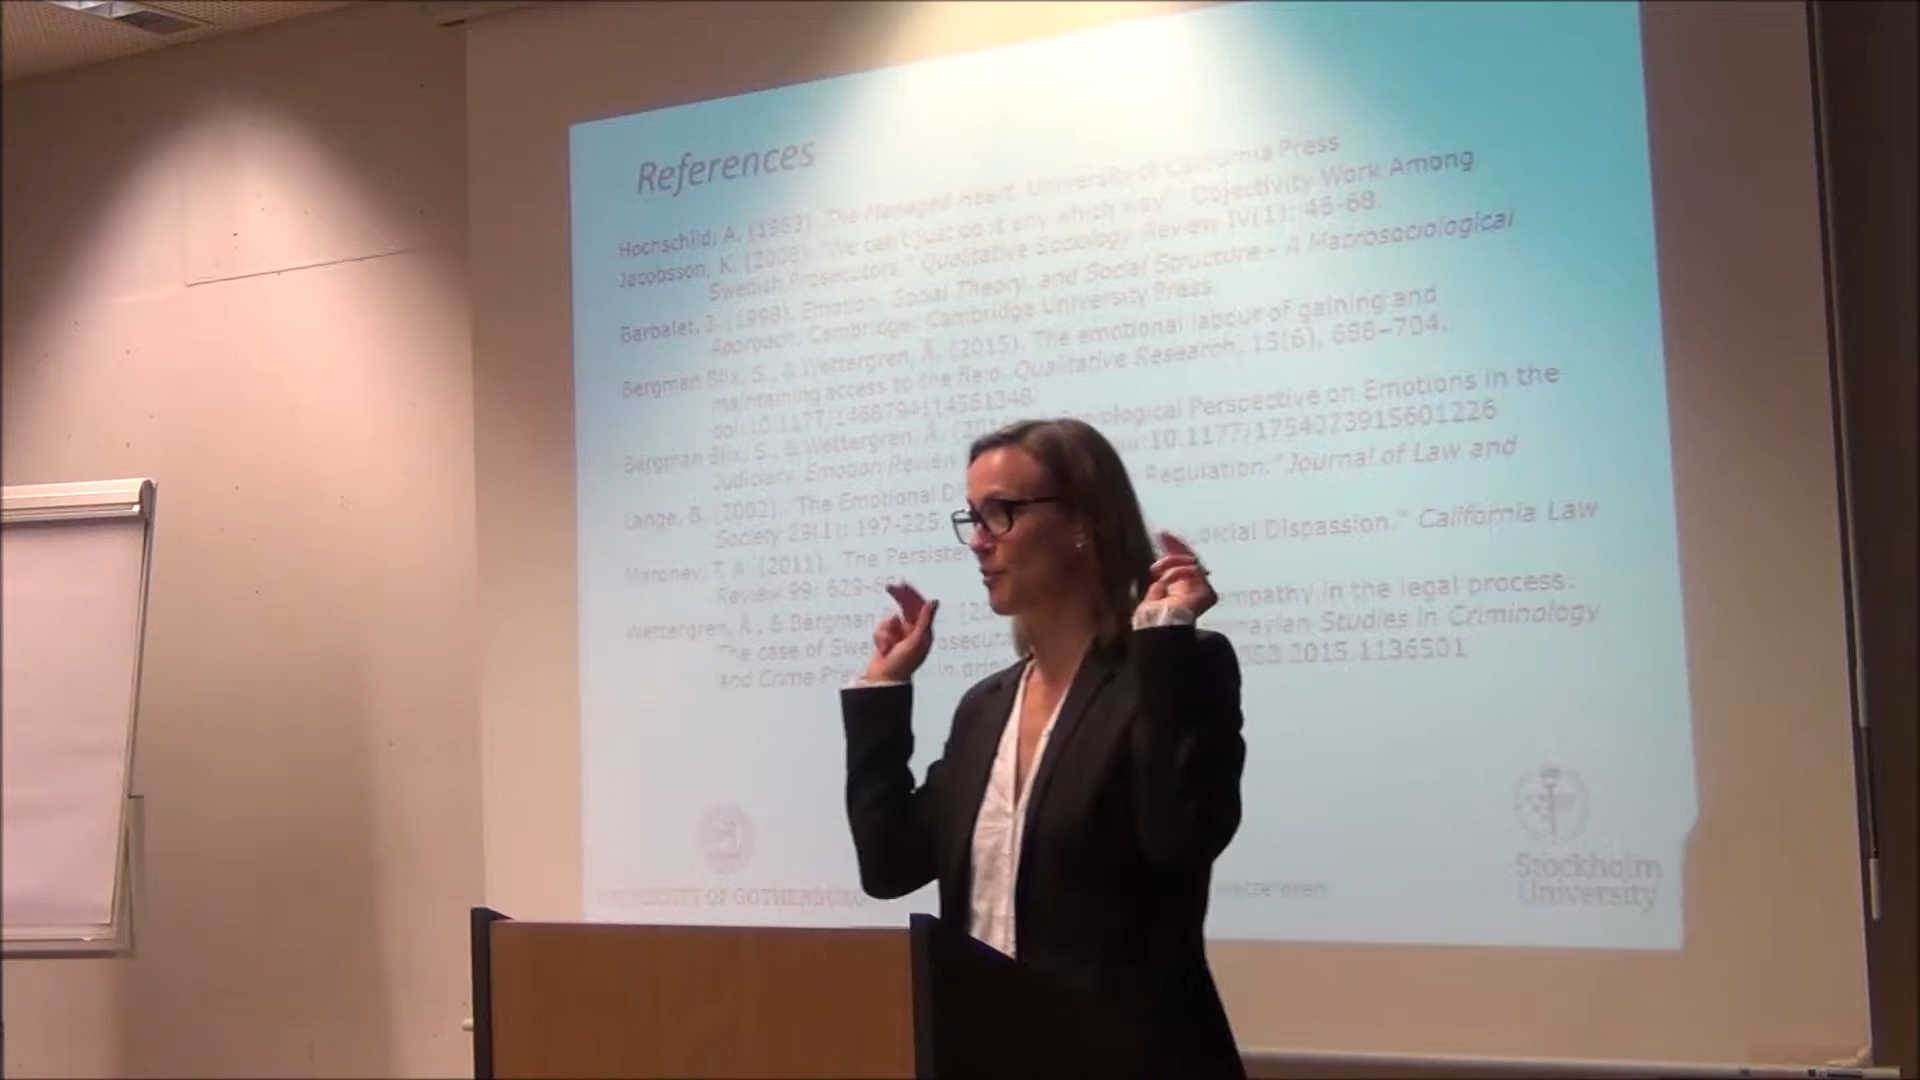 References
Hochschild, A. (1983). The Managed Heart. University of California Press
Jacobsson, K. (2008). "We can't just do it any which way" Objectivity Work Among
Swedish Prosecutors." Qualitative Sociology Review IV(1): 46-68.
Barbalet, J. (1998). Emotion, Social Theory, and Social Structure - A Macrosociological
Approach. Cambridge: Cambridge University Press.
Bergman Blix, S., & Wettergren, Å. (2015). The emotional labour of gaining and
maintaining access to the field. Qualitative Research, 15(6), 688–704.
doi:10.1177/1468794114561348
Bergman Blix, S., & Wettergren, Å. Sociological Perspective on Emotions in the
Judiciary. Emotion Review 10.1177/1754073915601226
Lange, B. (2002). "The Emotional Regulation." Journal of Law and
Society 29(1): 197-225.
Maroney, T. A. (2011). The Dispassion." California Law
Review 99: 629-
Wettergren, Å., & Bergman empathy in the legal process.
The case of Studies in Criminology
and Crime 2015 1136501
UNIVERSITY OF GOTHENBURG
wettergren
Stockholm
University